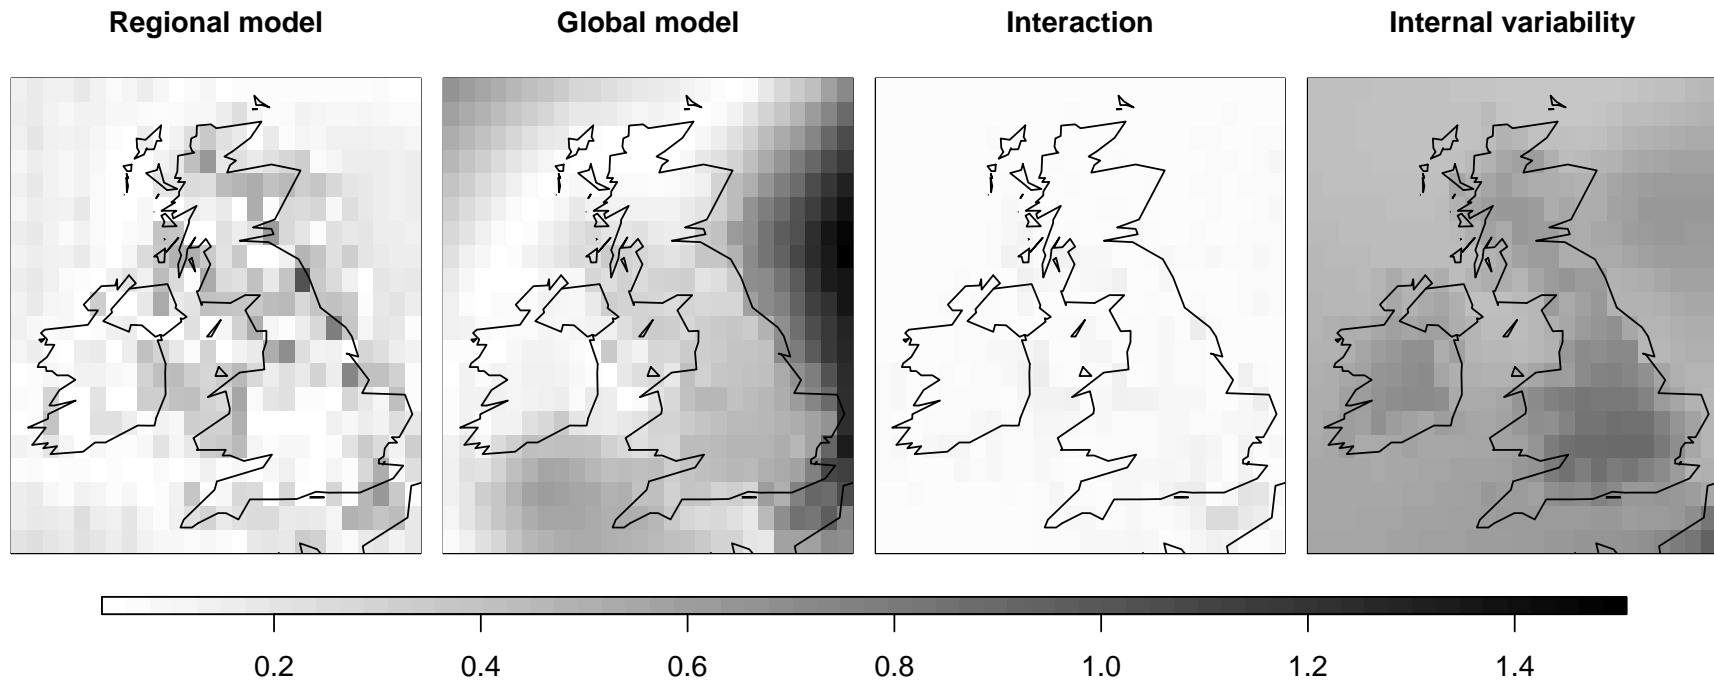 Regional model Global model Interaction Internal variability
0.2 0.4 0.6 0.8 1.0 1.2 1.4